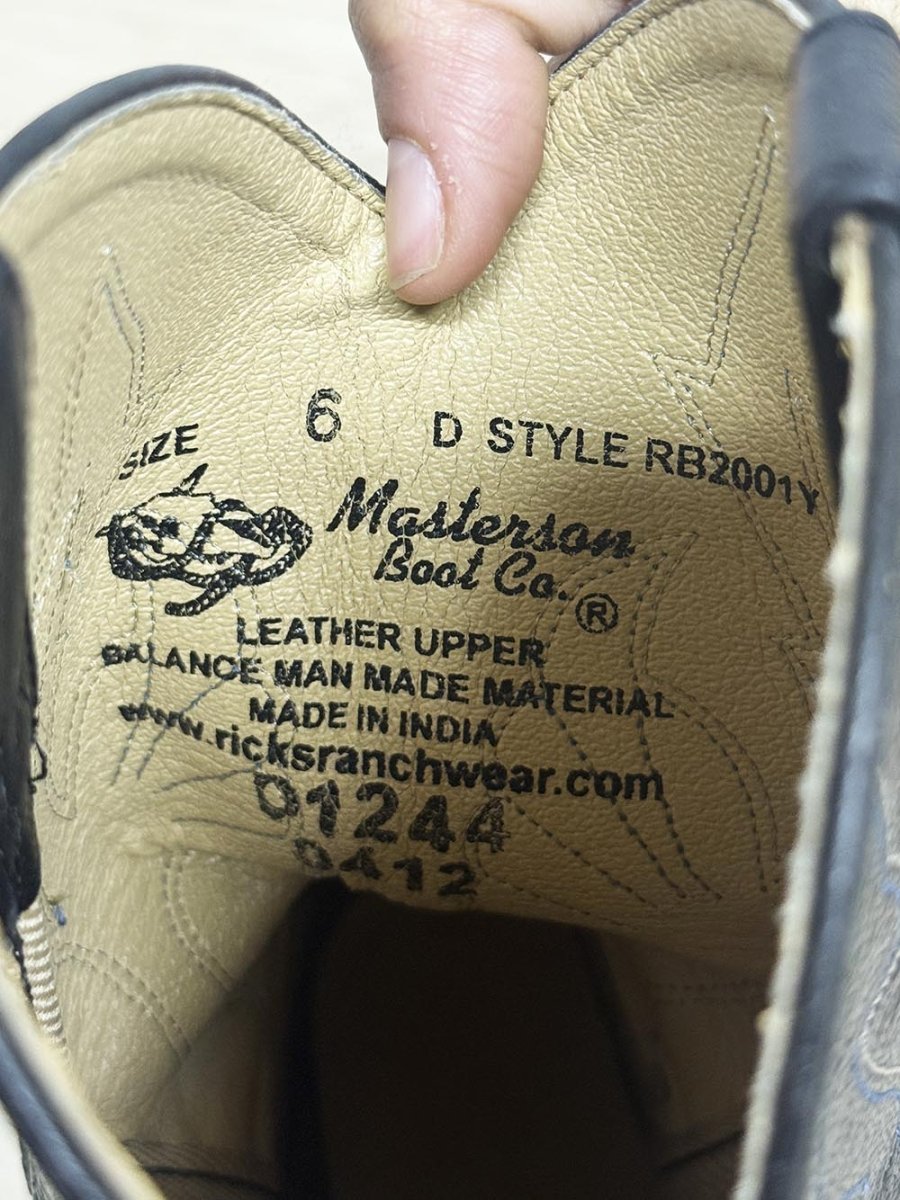 SIZE 6 D STYLE RB2001Y
Masterson
Boot Co. ®
LEATHER UPPER
BALANCE MAN MADE MATERIAL
MADE IN INDIA
www.ricksranchwear.com
01244
0412